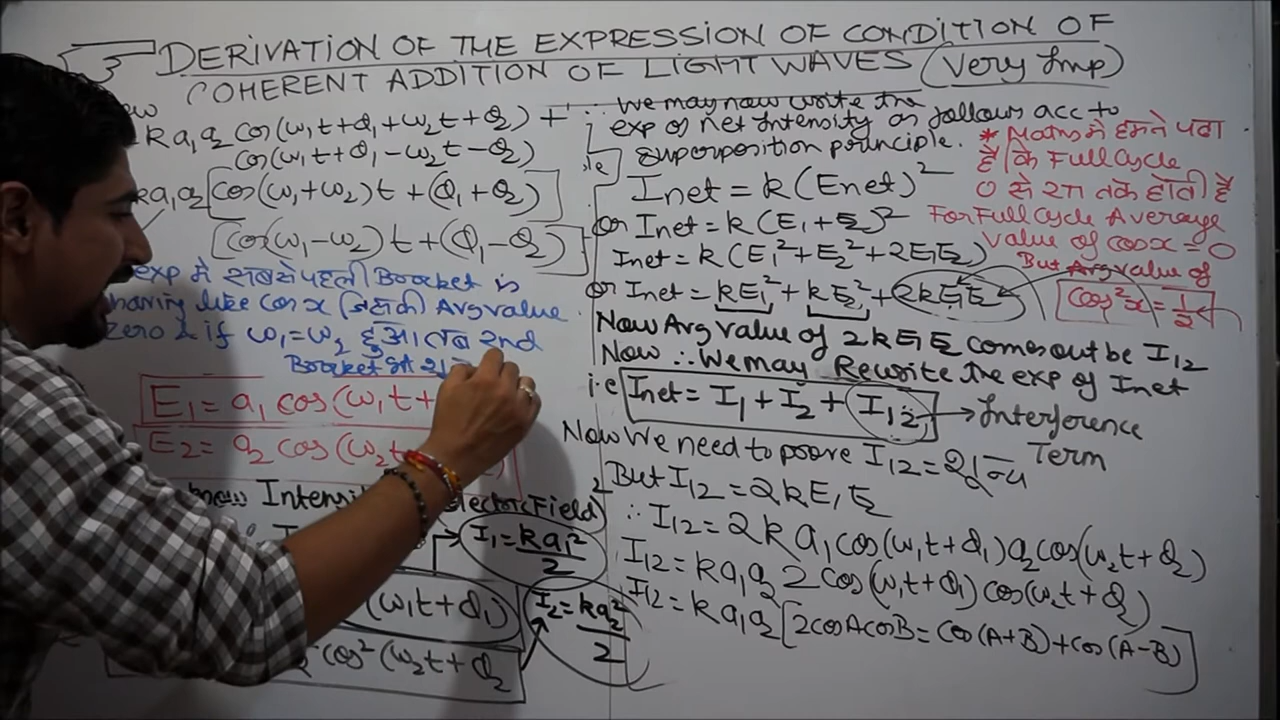 DERIVATION OF THE EXPRESSION OF CONDITION OF
COHERENT ADDITION OF LIGHT WAVES (Very Imp)
ka₁a₂ cos(ω₁t+Φ₁+ω₂t+Φ₂) +
cos(ω₁t+Φ₁-ω₂t-Φ₂)
ka₁a₂[cos(ω₁+ω₂)t+(Φ₁+Φ₂)]
[cos(ω₁-ω₂)t+(Φ₁-Φ₂)]
exp मे सबसे पहली Bracket is
having like cos x जिसकी Avg value
zero & if ω₁=ω₂ हुआ तब 2nd
Bracket भी
E₁ = a₁ cos(ω₁t+
E₂ = a₂ cos(ω₂t
Electric Field
I₁ = ka₁²/2
(ω₁t+Φ₁)
I₂ = ka₂²/2
cos²(ω₂t+Φ₂
∴ We may now write the
exp of net Intensity as follows acc to
superposition principle.
i.e Inet = k(Enet)²
or Inet = k(E₁+E₂)²
Inet = k(E₁²+E₂²+2E₁E₂)
or Inet = kE₁²+kE₂²+2kE₁E₂
Now Avg value of 2kE₁E₂ comes out be I₁₂
Now ∴ We may Rewrite the exp of Inet
i.e Inet = I₁+I₂+I₁₂ → Interference
Term
Now We need to prove I₁₂ = शून्य
But I₁₂ = 2kE₁E₂
∴ I₁₂ = 2k a₁cos(ω₁t+Φ₁)a₂cos(ω₂t+Φ₂)
I₁₂ = ka₁a₂ 2cos(ω₁t+Φ₁)cos(ω₂t+Φ₂)
I₁₂ = ka₁a₂[2cosAcosB = cos(A+B)+cos(A-B)]
* Maths मे हमने पढा
है कि Full Cycle
0 से 2π तक होती है
For Full Cycle Average
Value of cos x = 0
But Avg value of
cos²x = 1/2